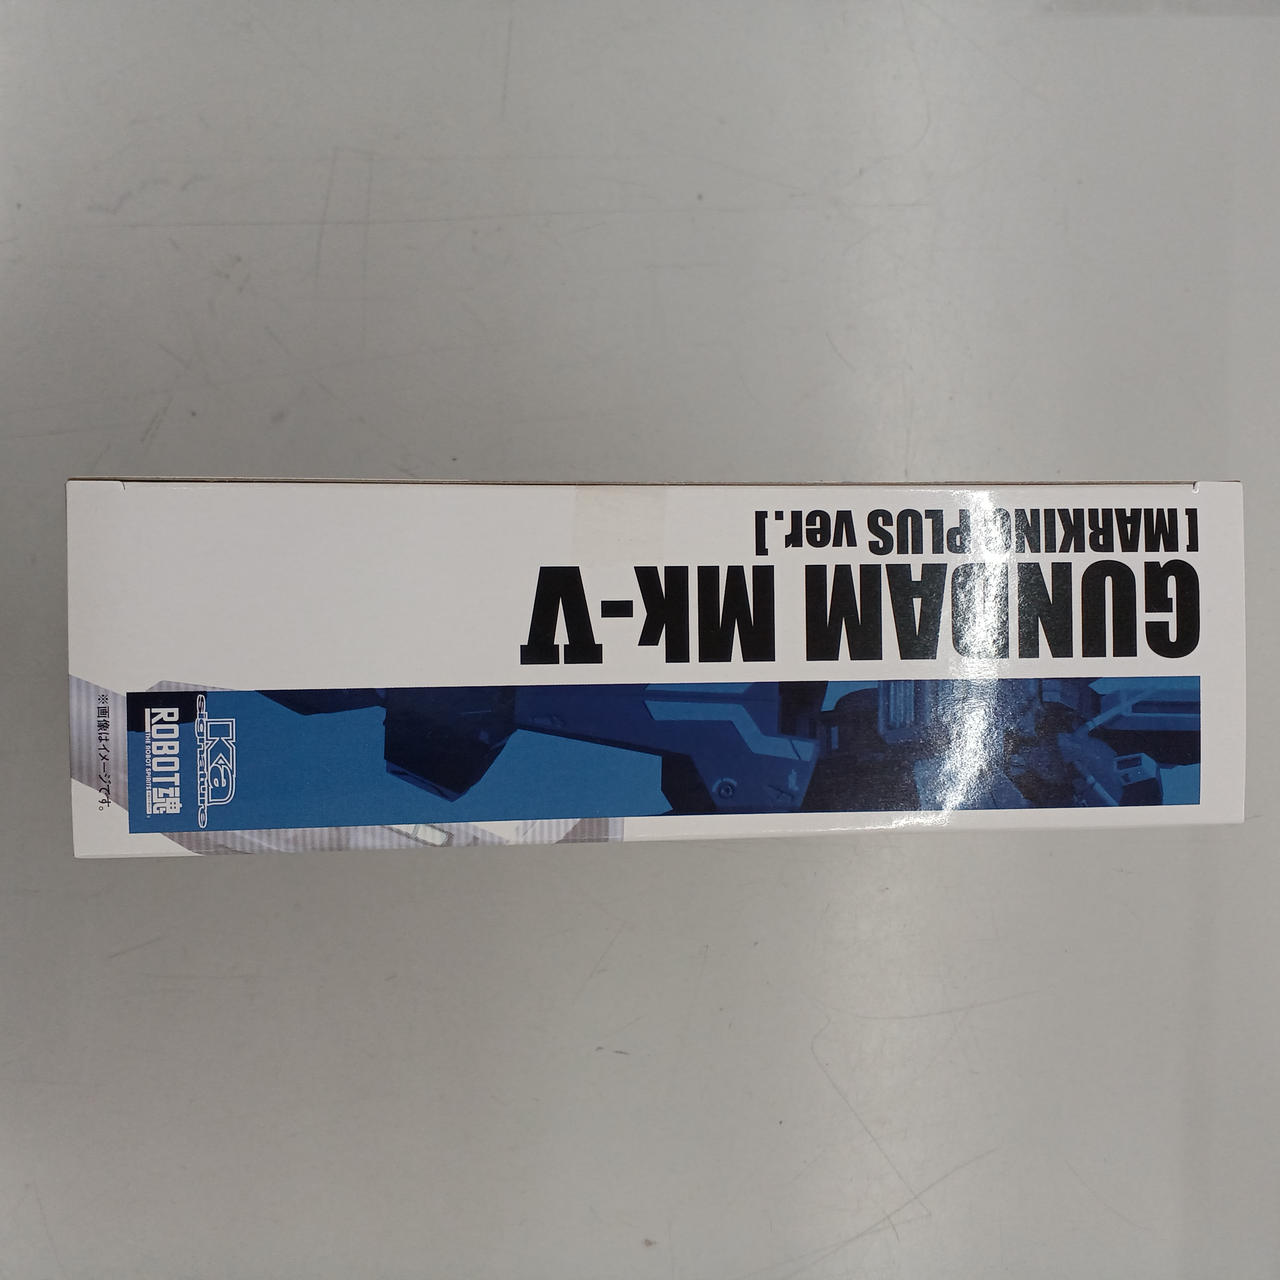 GUNDAM Mk-V
[MARKING PLUS ver.]
Ka
signature
ROBOT魂
THE ROBOT SPIRITS
※画像はイメージです。